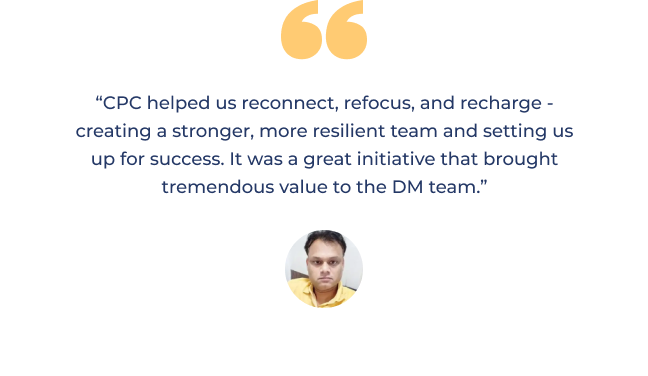 “CPC helped us reconnect, refocus, and recharge -
creating a stronger, more resilient team and setting us
up for success. It was a great initiative that brought
tremendous value to the DM team.”